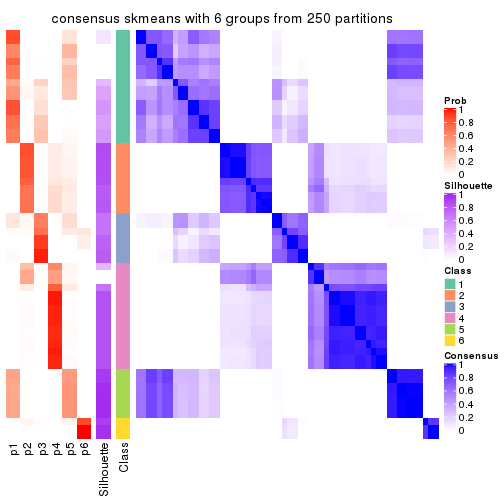 consensus skmeans with 6 groups from 250 partitions
Prob
1
0.8
0.6
0.4
0.2
0
Silhouette
1
0.8
0.6
0.4
0.2
0
Class
1
2
3
4
5
6
Consensus
1
0.8
0.6
0.4
0.2
0
p1
p2
p3
p4
p5
p6
Silhouette
Class